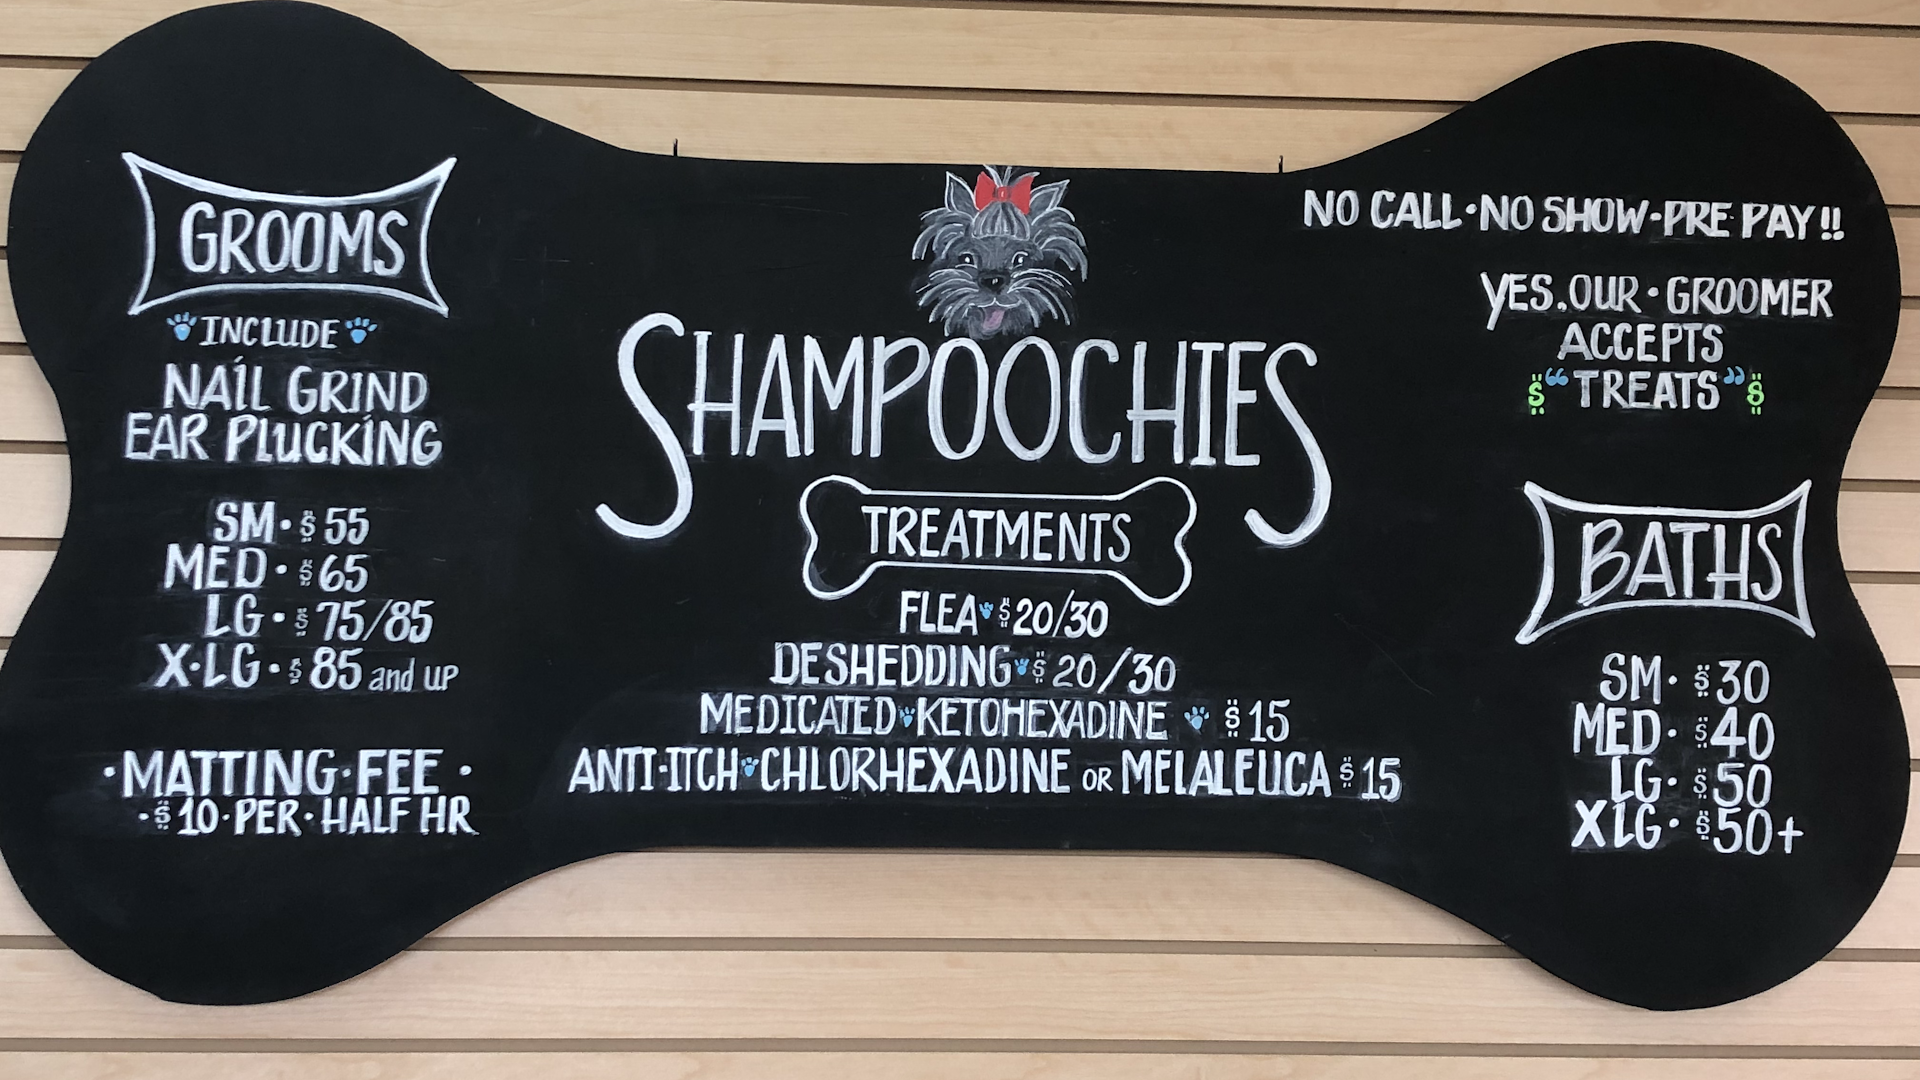 GROOMS
INCLUDE
NAIL GRIND
EAR PLUCKING
SM · $55
MED · $65
LG · $75/85
X·LG · $85 and up
·MATTING·FEE·
·$10·PER·HALF HR
SHAMPOOCHIES
TREATMENTS
FLEA $20/30
DESHEDDING $20/30
MEDICATED KETOHEXADINE $15
ANTI·ITCH CHLORHEXADINE OR MELALEUCA $15
NO CALL·NO SHOW·PRE PAY!!
YES.OUR·GROOMER
ACCEPTS
$"TREATS"$
BATHS
SM· $30
MED· $40
LG· $50
XLG· $50+